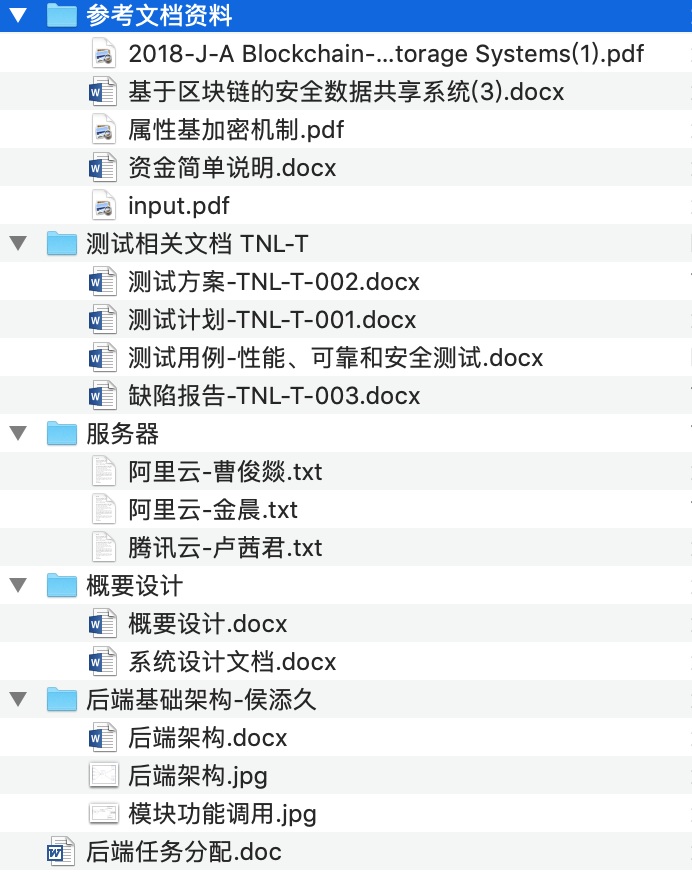 参考文档资料
2018-J-A Blockchain-...torage Systems(1).pdf
基于区块链的安全数据共享系统(3).docx
属性基加密机制.pdf
资金简单说明.docx
input.pdf
测试相关文档 TNL-T
测试方案-TNL-T-002.docx
测试计划-TNL-T-001.docx
测试用例-性能、可靠和安全测试.docx
缺陷报告-TNL-T-003.docx
服务器
阿里云-曹俊燚.txt
阿里云-金晨.txt
腾讯云-卢茜君.txt
概要设计
概要设计.docx
系统设计文档.docx
后端基础架构-侯添久
后端架构.docx
后端架构.jpg
模块功能调用.jpg
后端任务分配.doc